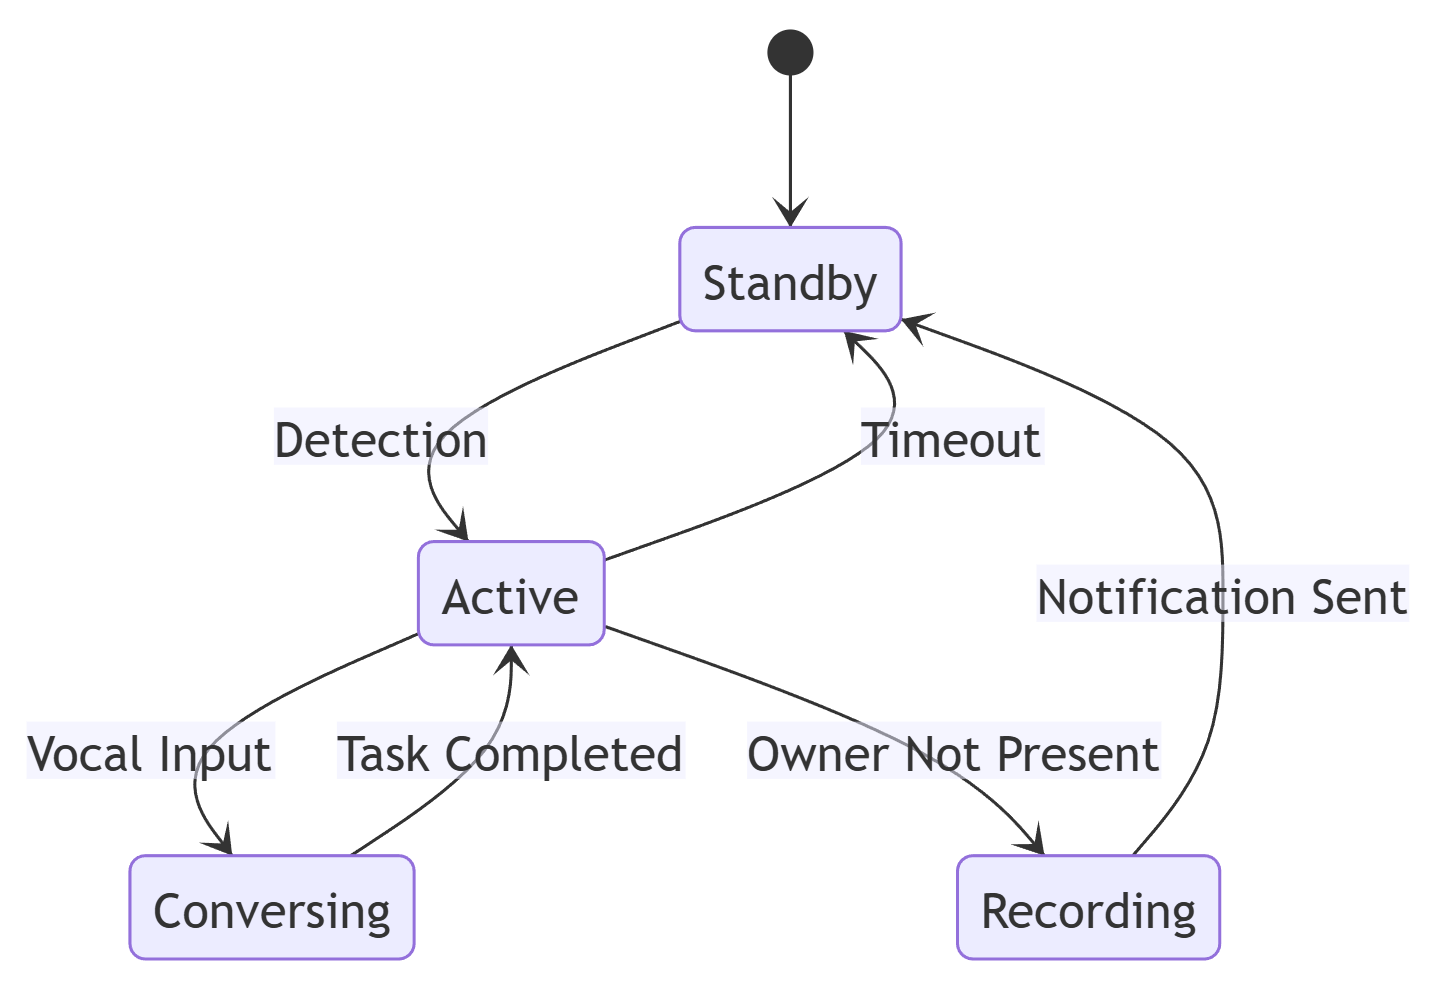 Standby
Detection
Timeout
Active
Notification Sent
Vocal Input
Task Completed
Owner Not Present
Conversing
Recording